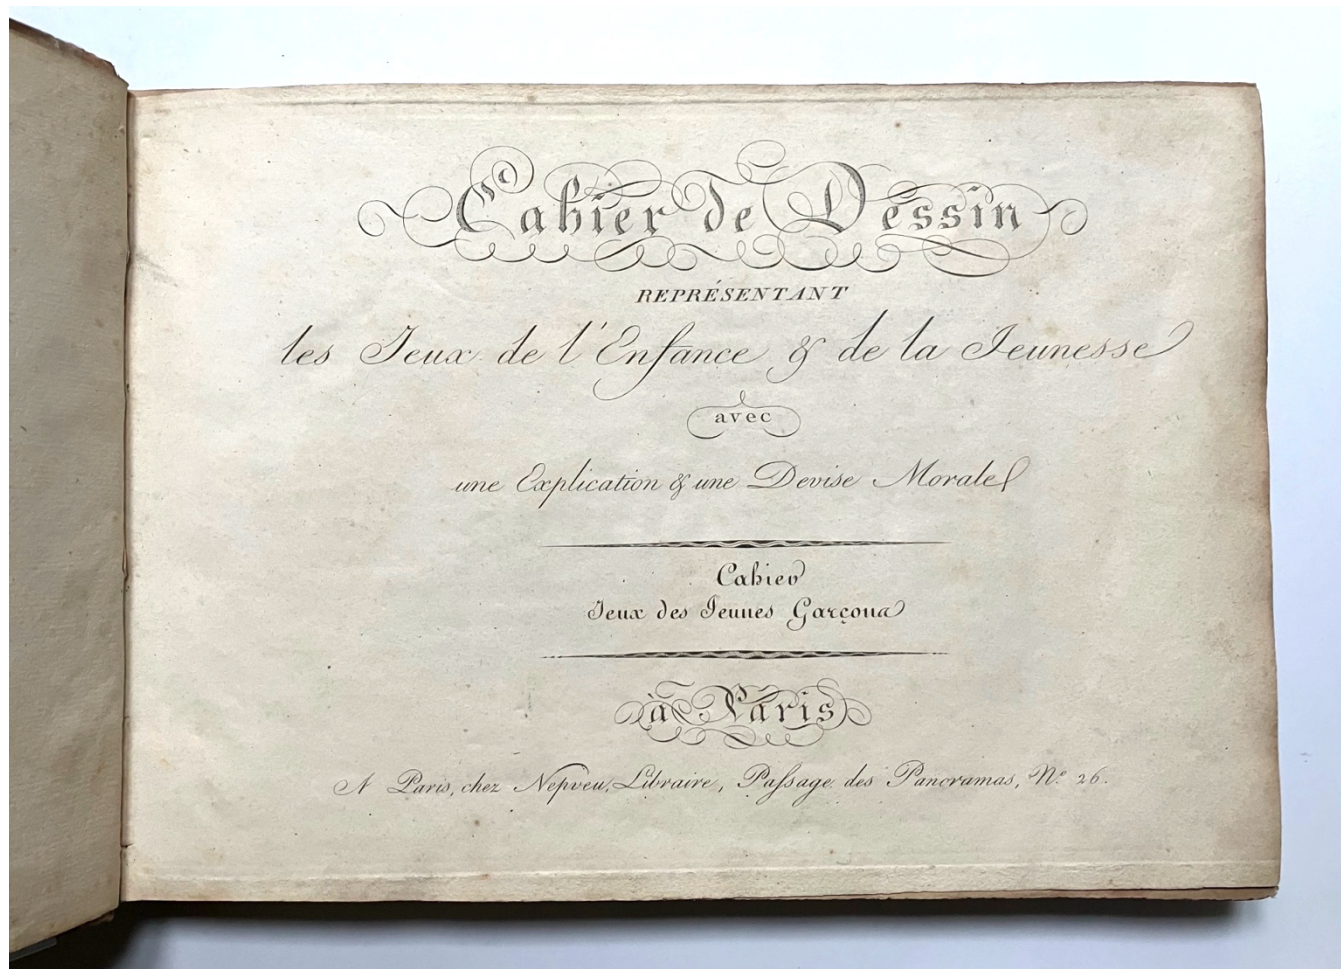 Cahier de Dessin
REPRÉSENTANT
les Jeux de l'Enfance & de la Jeunesse
avec
une Explication & une Devise Morale
Cahier
Jeux des Jeunes Garçons
à Paris
A Paris, chez Nepveu, Libraire, Passage des Panoramas, No. 26.